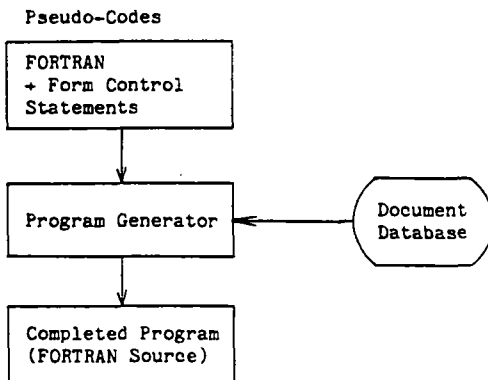 Pseudo-Codes
FORTRAN
+ Form Control
Statements
Program Generator
Document
Database
Completed Program
(FORTRAN Source)